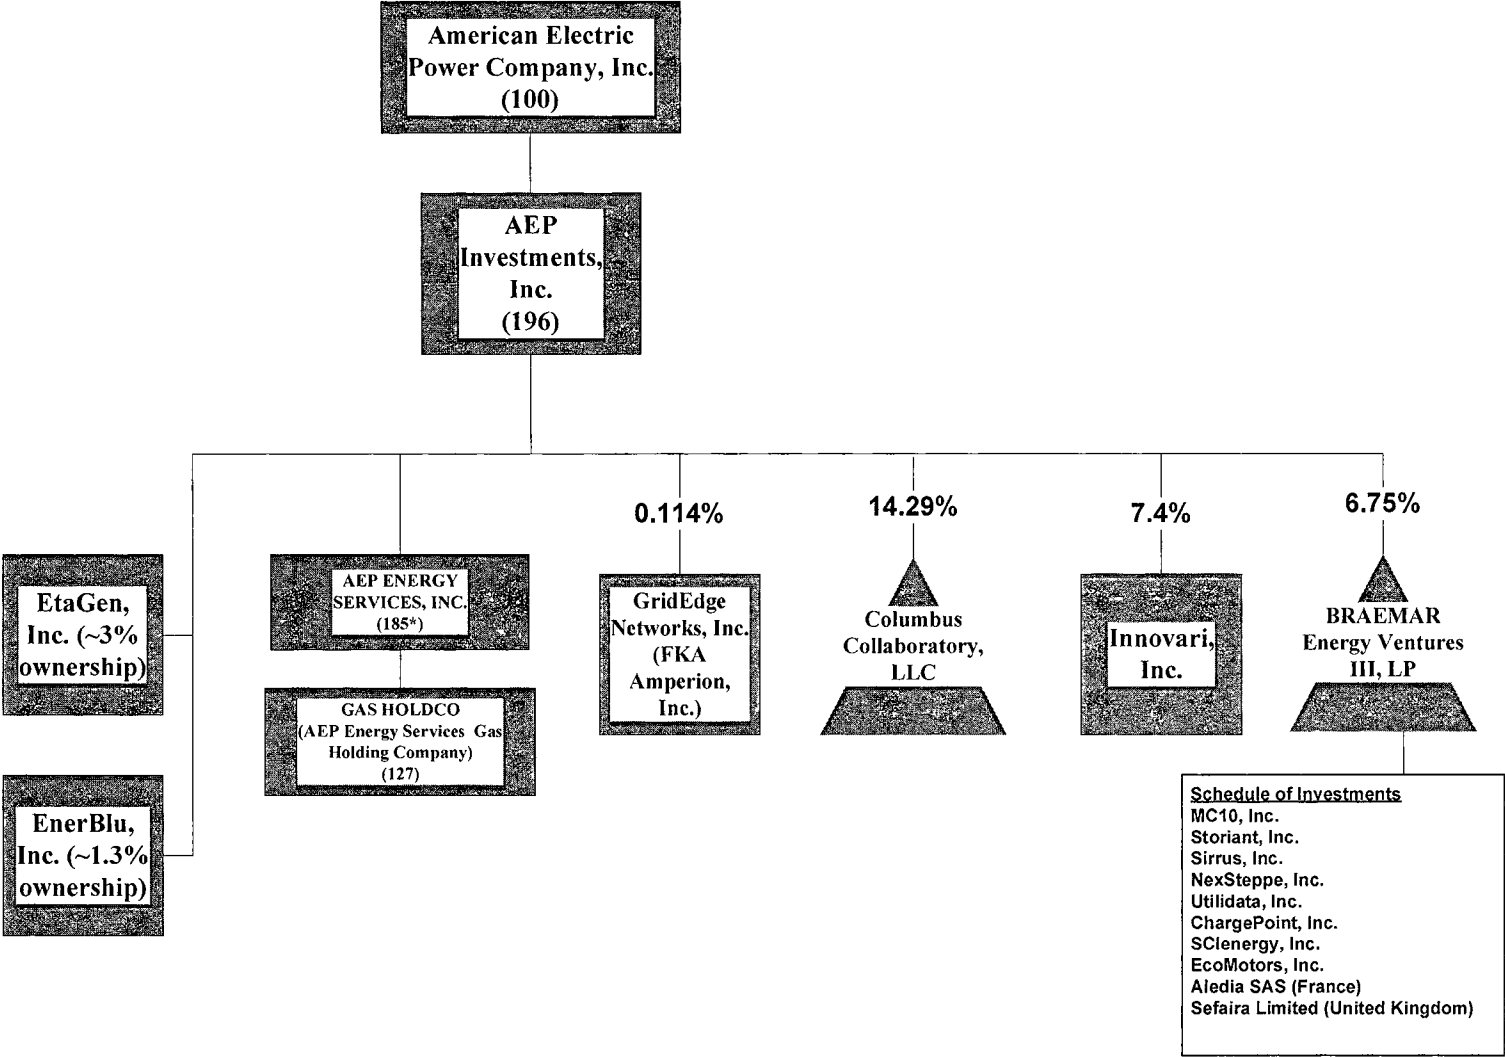 American Electric
Power Company, Inc.
(100)
AEP
Investments,
Inc.
(196)
0.114%
14.29%
7.4%
6.75%
EtaGen,
Inc. (~3%
ownership)
AEP ENERGY
SERVICES, INC.
(185*)
GridEdge
Networks, Inc.
(FKA
Amperion,
Inc.)
Columbus
Collaboratory,
LLC
Innovari,
Inc.
BRAEMAR
Energy Ventures
III, LP
GAS HOLDCO
(AEP Energy Services Gas
Holding Company)
(127)
EnerBlu,
Inc. (~1.3%
ownership)
Schedule of Investments
MC10, Inc.
Storiant, Inc.
Sirrus, Inc.
NexSteppe, Inc.
Utilidata, Inc.
ChargePoint, Inc.
SCIenergy, Inc.
EcoMotors, Inc.
Aledia SAS (France)
Sefaira Limited (United Kingdom)